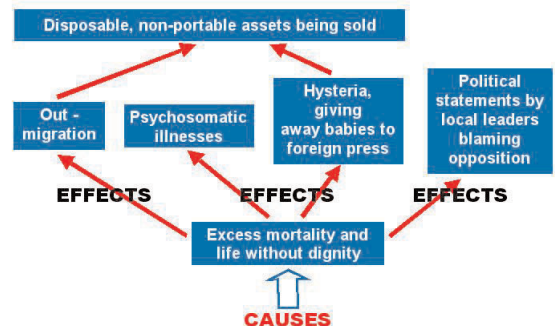 Disposable, non-portable assets being sold
Out -
migration
Psychosomatic
illnesses
Hysteria,
giving
away babies to
foreign press
Political
statements by
local leaders
blaming
opposition
EFFECTS
EFFECTS
EFFECTS
Excess mortality and
life without dignity
CAUSES